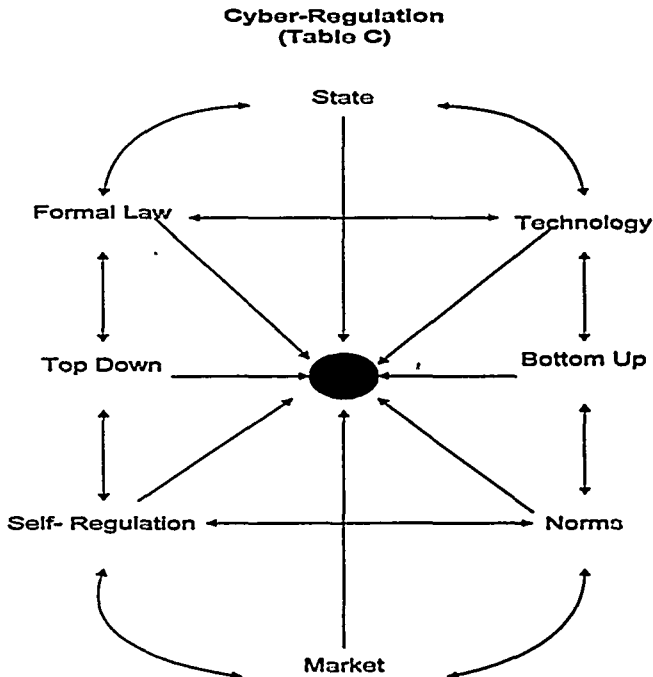 Cyber-Regulation
(Table C)
State
Formal Law
Technology
Top Down
Bottom Up
Self- Regulation
Norms
Market